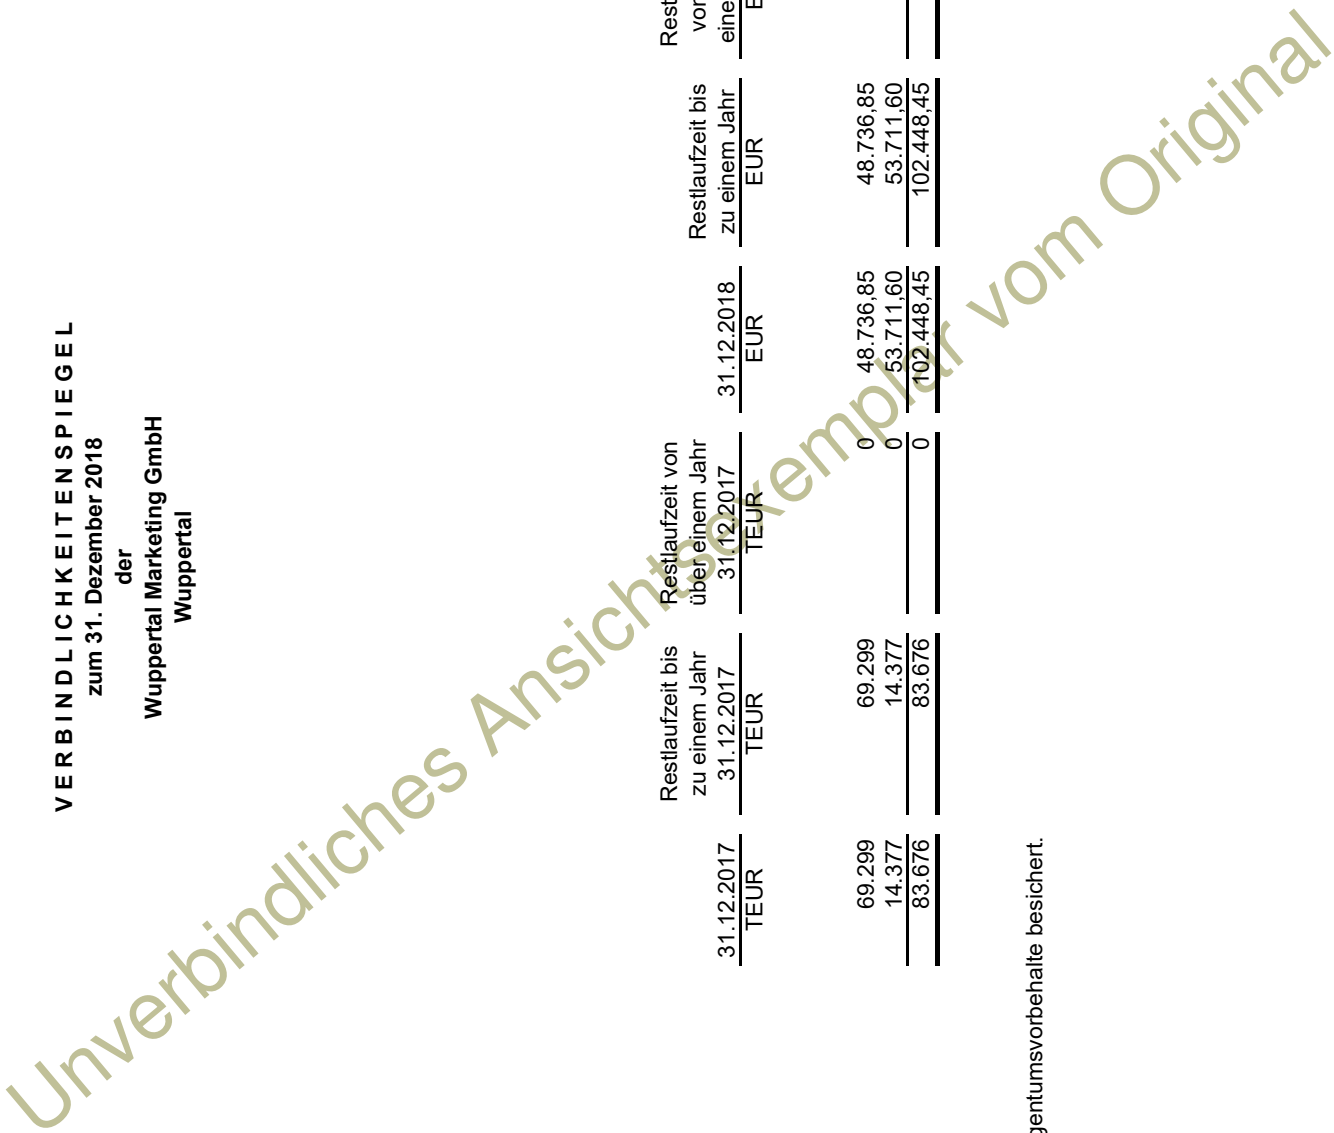 VERBINDLICHKEITENSPIEGEL
zum 31. Dezember 2018
der
Wuppertal Marketing GmbH
Wuppertal
Restlaufzeit bis Restlaufzeit von Rest
zu einem Jahr über einem Jahr Restlaufzeit bis vor
31.12.2017 31.12.2017 31.12.2017 31.12.2018 zu einem Jahr eine
TEUR TEUR TEUR EUR EUR E
69.299 69.299 0 48.736,85 48.736,85
14.377 14.377 0 53.711,60 53.711,60
83.676 83.676 0 102.448,45 102.448,45
gentumsvorbehalte besichert.
Unverbindliches Ansichtsexemplar vom Original